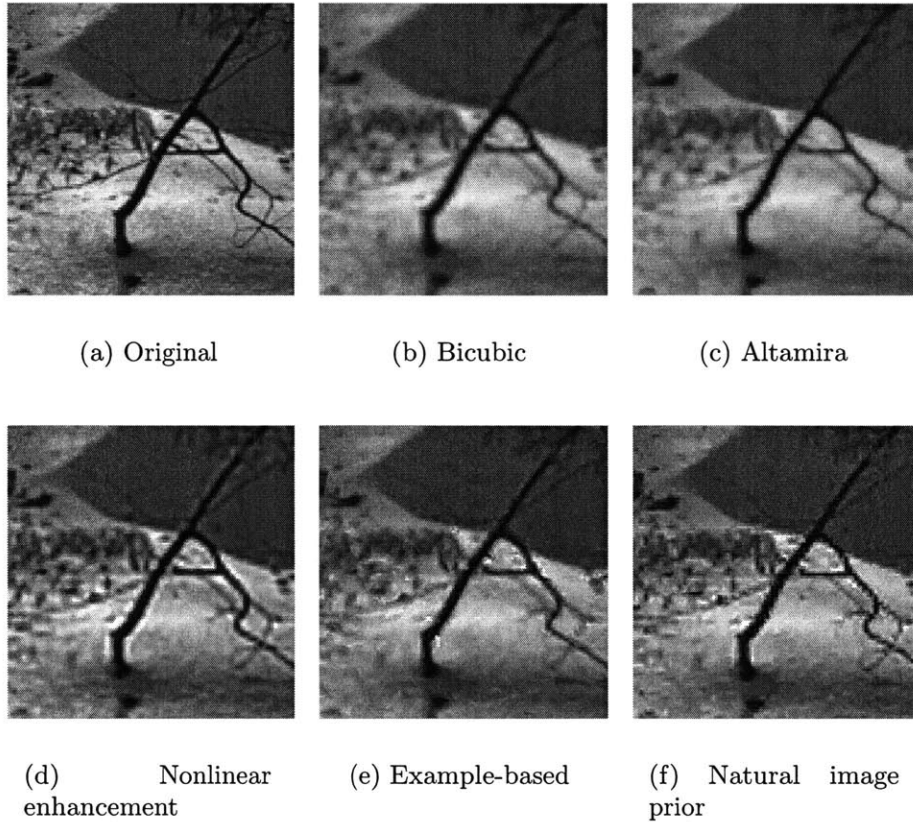 (a) Original
(b) Bicubic
(c) Altamira
(d) Nonlinear
enhancement
(e) Example-based
(f) Natural image
prior